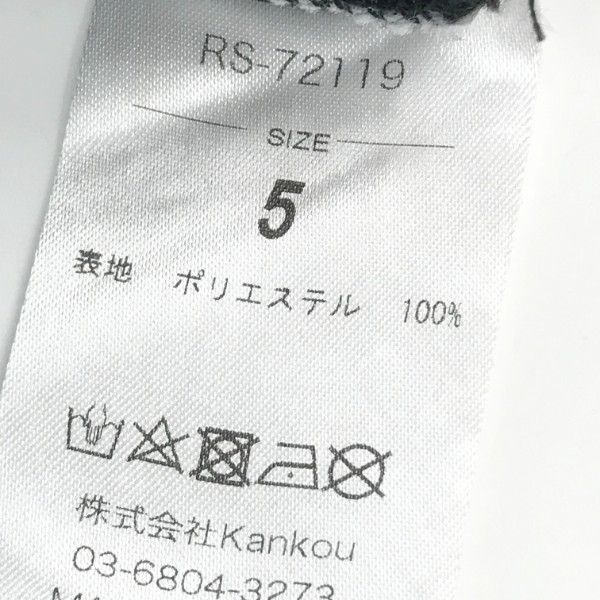 RS-72119
SIZE
5
表地 ポリエステル 100%
株式会社Kankou
03-6804-3273